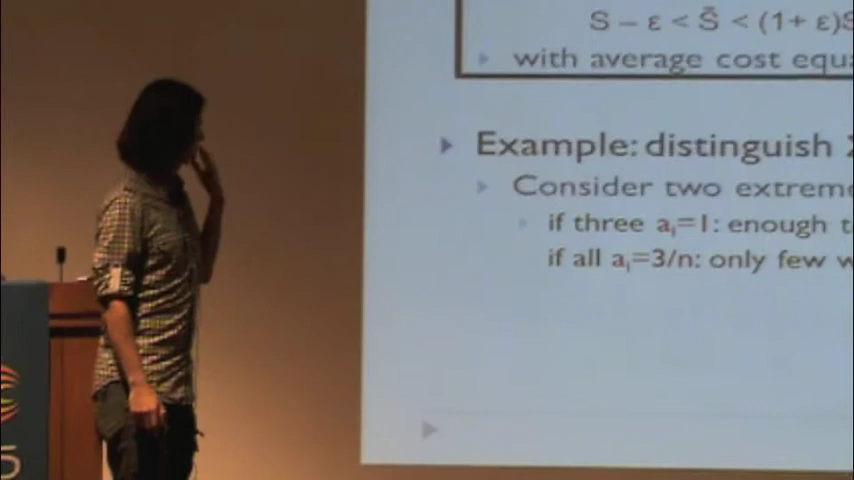 S – ε < S̃ < (1+ ε)S
with average cost equa
Example: distinguish
Consider two extreme
if three aᵢ=1: enough t
if all aᵢ=3/n: only few w